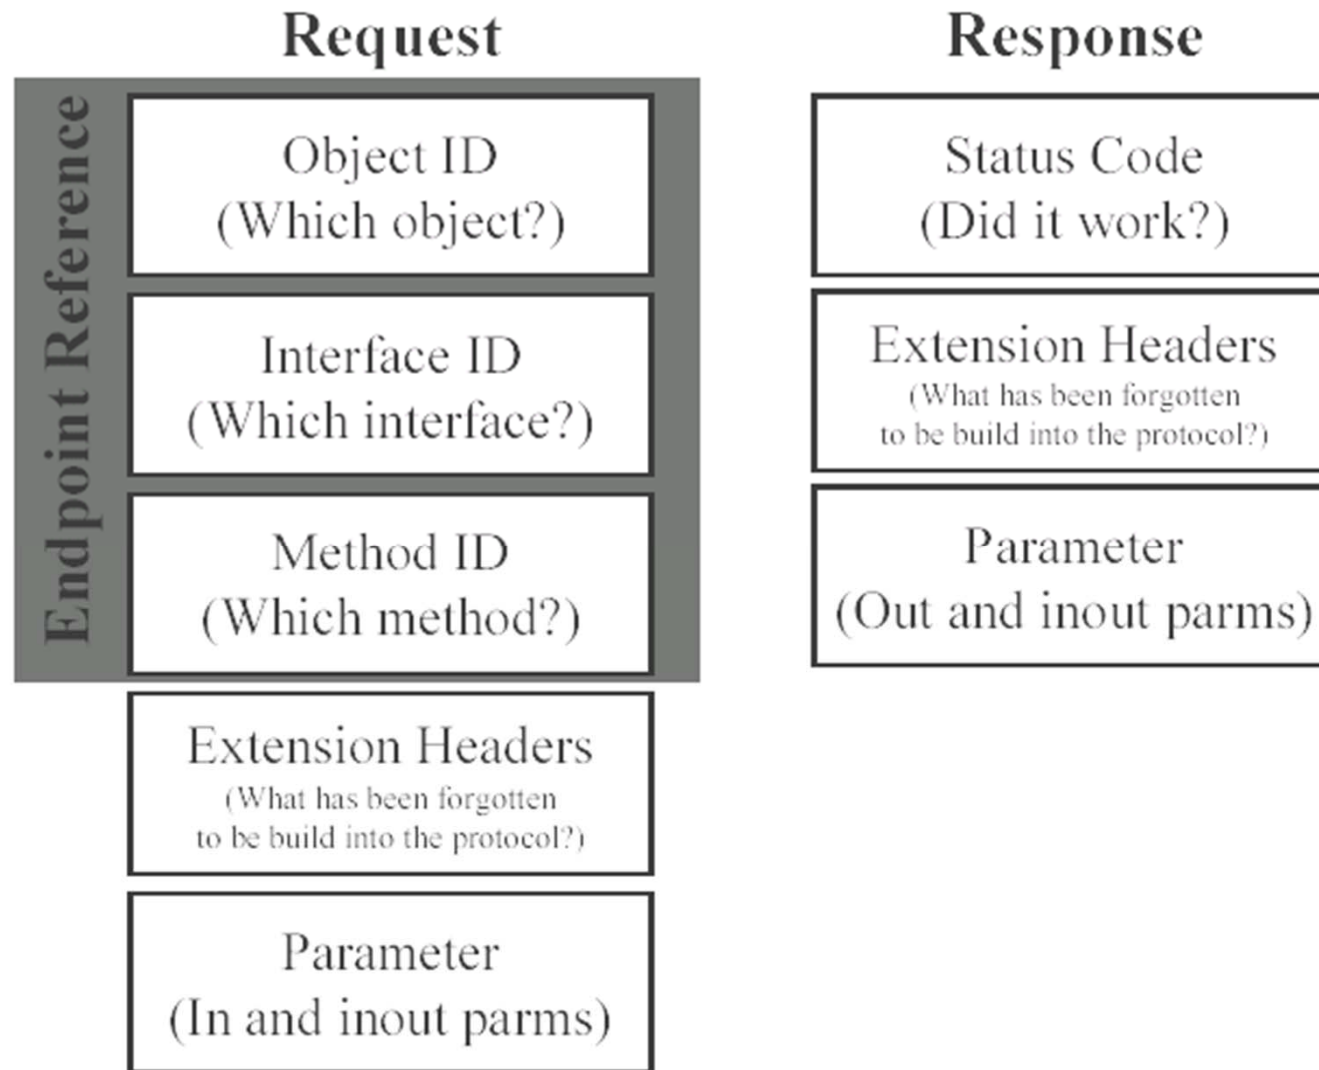 Request
Endpoint Reference
Object ID
(Which object?)
Interface ID
(Which interface?)
Method ID
(Which method?)
Extension Headers
(What has been forgotten
to be build into the protocol?)
Parameter
(In and inout parms)
Response
Status Code
(Did it work?)
Extension Headers
(What has been forgotten
to be build into the protocol?)
Parameter
(Out and inout parms)